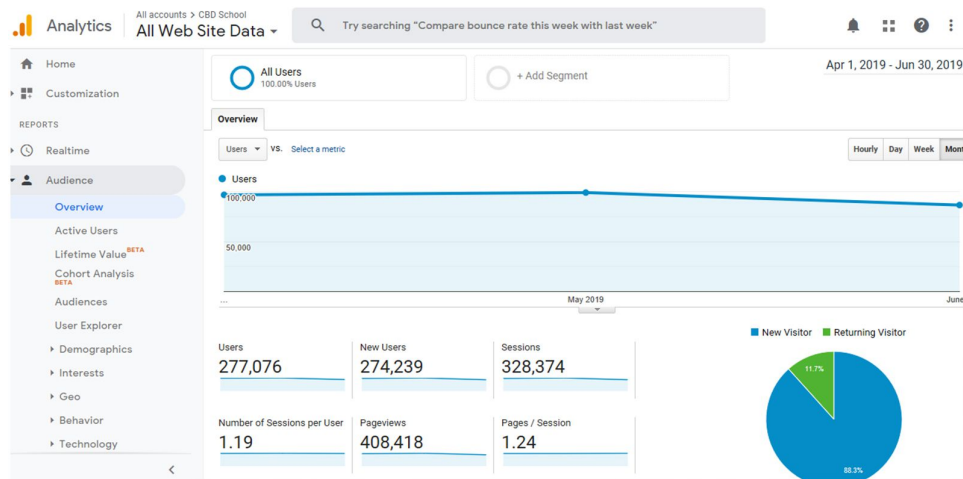 Analytics
All accounts > CBD School
All Web Site Data
Try searching "Compare bounce rate this week with last week"
Home
Customization
REPORTS
Realtime
Audience
Overview
Active Users
Lifetime Value BETA
Cohort Analysis
BETA
Audiences
User Explorer
Demographics
Interests
Geo
Behavior
Technology
All Users
100.00% Users
+ Add Segment
Apr 1, 2019 - Jun 30, 2019
Overview
Users VS. Select a metric
Hourly Day Week Mont
Users
100,000
50,000
... May 2019 June
New Visitor Returning Visitor
Users
277,076
New Users
274,239
Sessions
328,374
Number of Sessions per User
1.19
Pageviews
408,418
Pages / Session
1.24
11.7%
88.3%